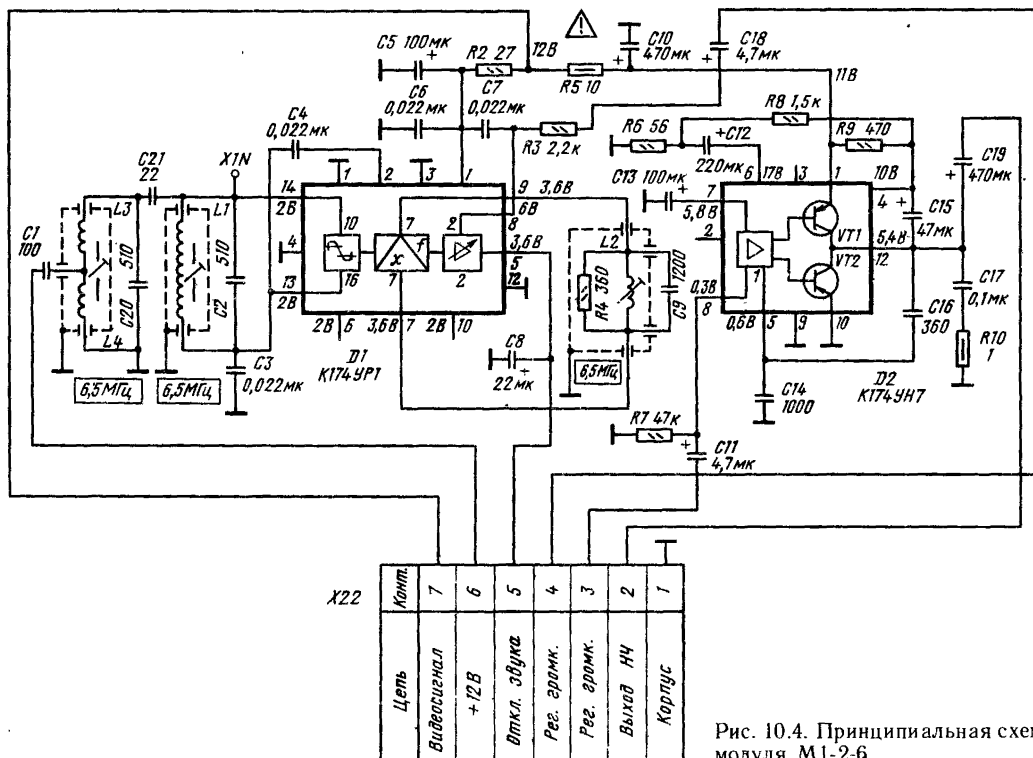 C5 100мк
+
R2 27
12В
R5 10
C10
470мк
+
C18
4,7мк
+
11В
C6
0,022мк
C7
0,022мк
R3 2,2к
C4
0,022мк
R6 56
R8 1,5к
R9 470
+C12
220мк
C13 100мк
+
C19
470мк
+
10В
C15
47мк
+
C21
22
X1N
L3
L1
C1
100
510
C20
L4
510
C2
C3
0,022мк
6,5МГц
6,5МГц
1
2
3
1
14
2В
4
13
2В
10
16
7
7
f
x
2
2
9 3,6В
6В
8
3,6В
5
12
2В 6
3,6В 7
2В 10
D1
К174УР1
C8
+
22мк
L2
R4 360
C9
1200
6,5МГц
7
5,8В
2
0,3В
8
0,6В 5
6 17В 3
1
4
5,4В
12
VT1
VT2
1
9
10
D2
К174УН7
C16
360
C17
0,1мк
R10
1
C14
1000
R7 47к
+
C11
4,7мк
X22
Конт. 7 6 5 4 3 2 1
Цепь
Видеосигнал
+12В
Откл. звука
Рег. громк.
Рег. громк.
Выход НЧ
Корпус
Рис. 10.4. Принципиальная схем
модуля М1-2-6